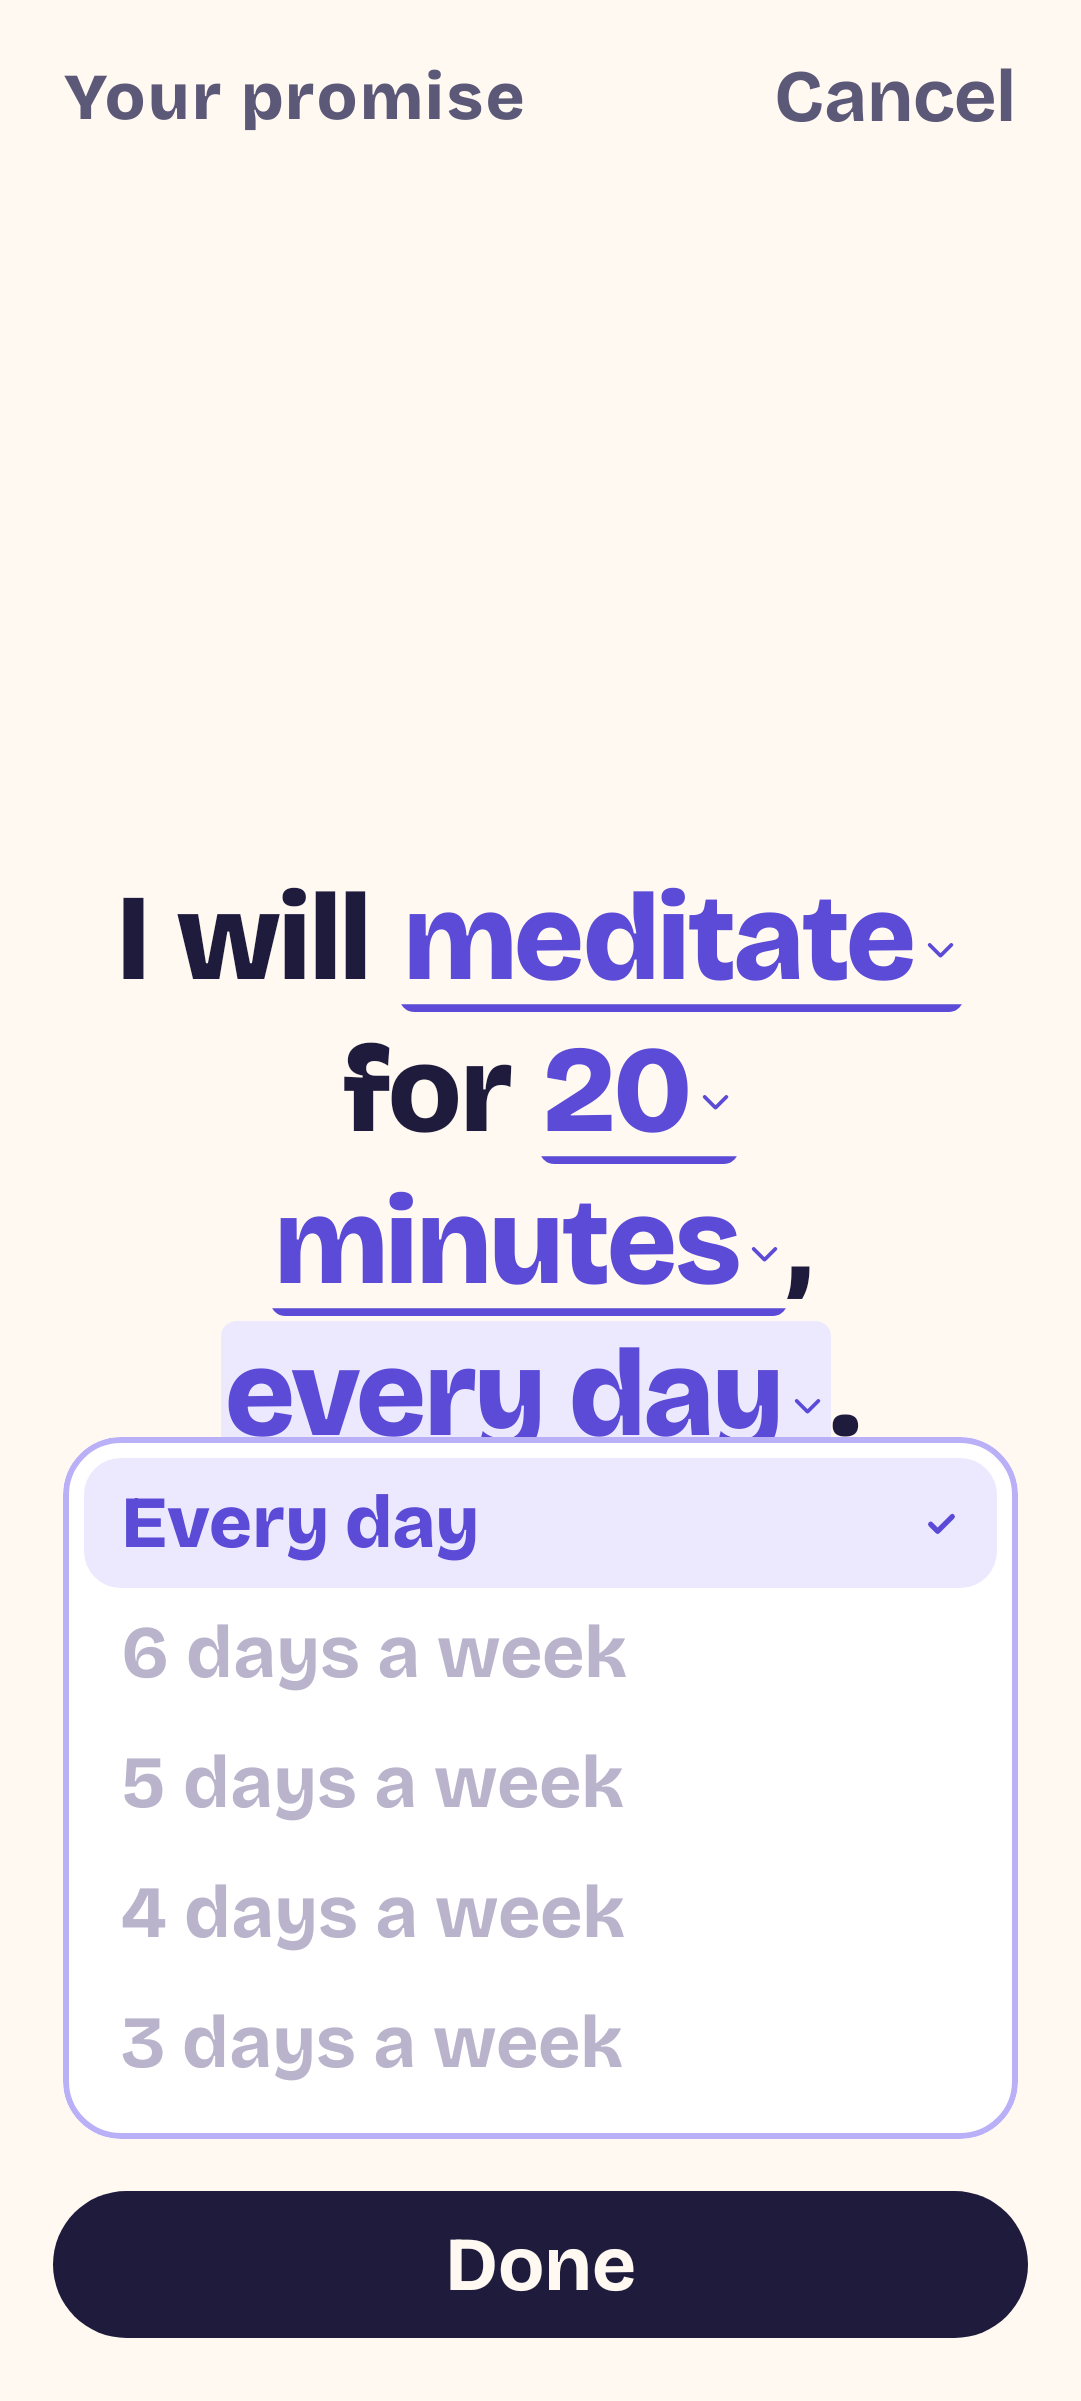 Your promise
Cancel
I will meditate
for 20
minutes,
every day.
Every day
6 days a week
5 days a week
4 days a week
3 days a week
Done